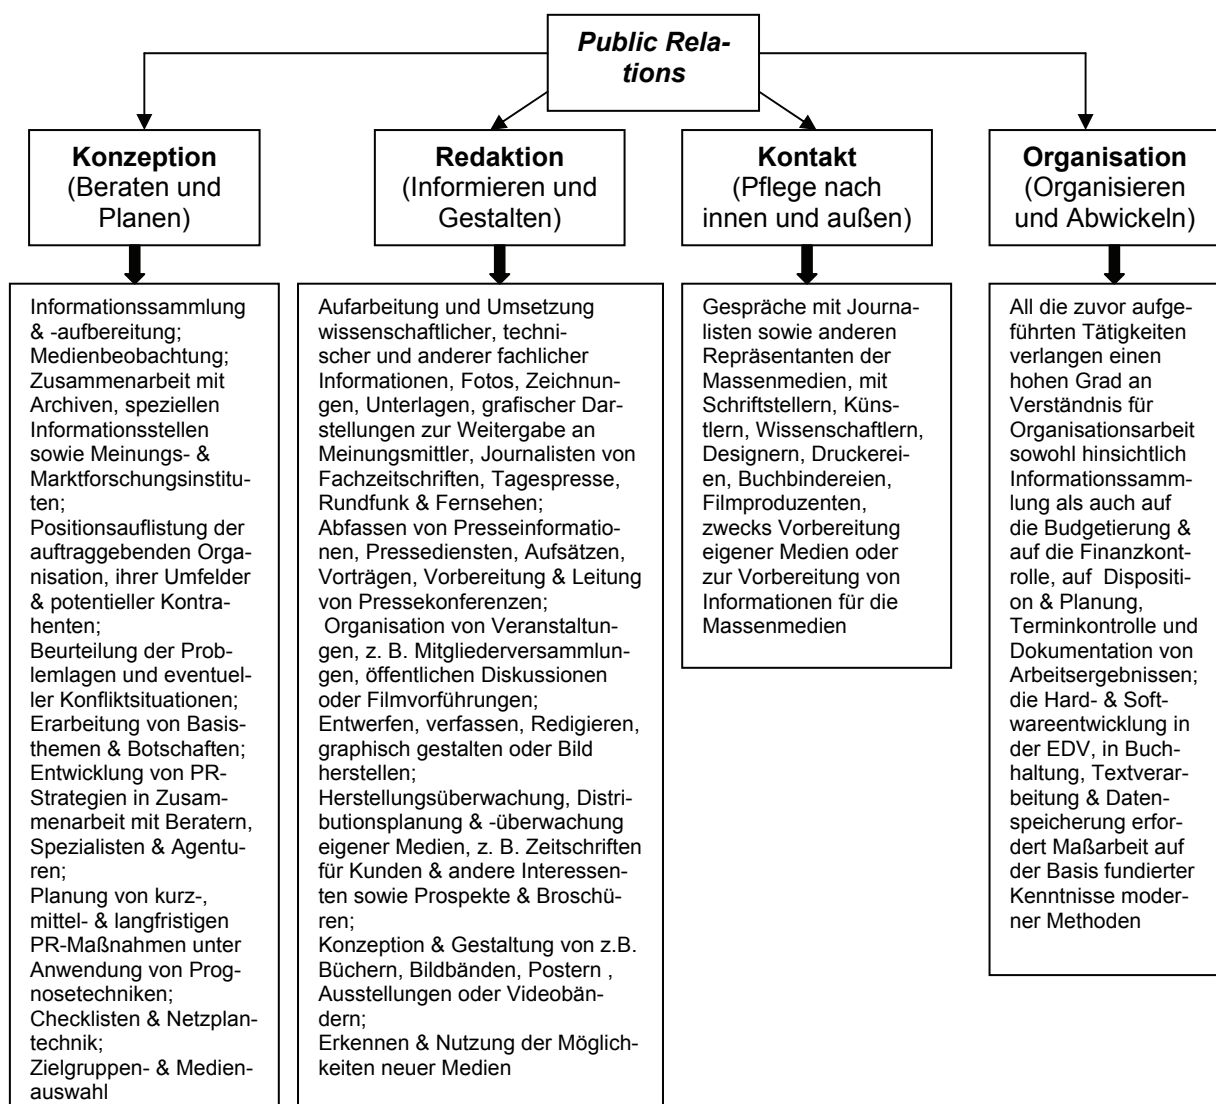 Public Rela-
tions
Konzeption
(Beraten und
Planen)
Redaktion
(Informieren und
Gestalten)
Kontakt
(Pflege nach
innen und außen)
Organisation
(Organisieren
und Abwickeln)
Informationssammlung
& -aufbereitung;
Medienbeobachtung;
Zusammenarbeit mit
Archiven, speziellen
Informationsstellen
sowie Meinungs- &
Marktforschungsinstitu-
ten;
Positionsauflistung der
auftraggebenden Orga-
nisation, ihrer Umfelder
& potentieller Kontra-
henten;
Beurteilung der Prob-
lemlagen und eventuel-
ler Konfliktsituationen;
Erarbeitung von Basis-
themen & Botschaften;
Entwicklung von PR-
Strategien in Zusam-
menarbeit mit Beratern,
Spezialisten & Agentu-
ren;
Planung von kurz-,
mittel- & langfristigen
PR-Maßnahmen unter
Anwendung von Prog-
nosetechniken;
Checklisten & Netzplan-
technik;
Zielgruppen- & Medien-
auswahl
Aufarbeitung und Umsetzung
wissenschaftlicher, techni-
scher und anderer fachlicher
Informationen, Fotos, Zeichnun-
gen, Unterlagen, grafischer Dar-
stellungen zur Weitergabe an
Meinungsmittler, Journalisten von
Fachzeitschriften, Tagespresse,
Rundfunk & Fernsehen;
Abfassen von Presseinformatio-
nen, Pressediensten, Aufsätzen,
Vorträgen, Vorbereitung & Leitung
von Pressekonferenzen;
Organisation von Veranstaltun-
gen, z. B. Mitgliederversammlun-
gen, öffentlichen Diskussionen
oder Filmvorführungen;
Entwerfen, verfassen, Redigieren,
graphisch gestalten oder Bild
herstellen;
Herstellungsüberwachung, Distri-
butionsplanung & -überwachung
eigener Medien, z. B. Zeitschriften
für Kunden & andere Interessen-
ten sowie Prospekte & Broschü-
ren;
Konzeption & Gestaltung von z.B.
Büchern, Bildbänden, Postern ,
Ausstellungen oder Videobän-
dern;
Erkennen & Nutzung der Möglich-
keiten neuer Medien
Gespräche mit Journa-
listen sowie anderen
Repräsentanten der
Massenmedien, mit
Schriftstellern, Küns-
tlern, Wissenschaftlern,
Designern, Druckerei-
en, Buchbindereien,
Filmproduzenten,
zwecks Vorbereitung
eigener Medien oder
zur Vorbereitung von
Informationen für die
Massenmedien
All die zuvor aufge-
führten Tätigkeiten
verlangen einen
hohen Grad an
Verständnis für
Organisationsarbeit
sowohl hinsichtlich
Informationssamm-
lung als auch auf
die Budgetierung &
auf die Finanzkont-
rolle, auf Dispositi-
on & Planung,
Terminkontrolle und
Dokumentation von
Arbeitsergebnissen;
die Hard- & Soft-
wareentwicklung in
der EDV, in Buch-
haltung, Textverar-
beitung & Daten-
speicherung erfor-
dert Maßarbeit auf
der Basis fundierter
Kenntnisse moder-
ner Methoden